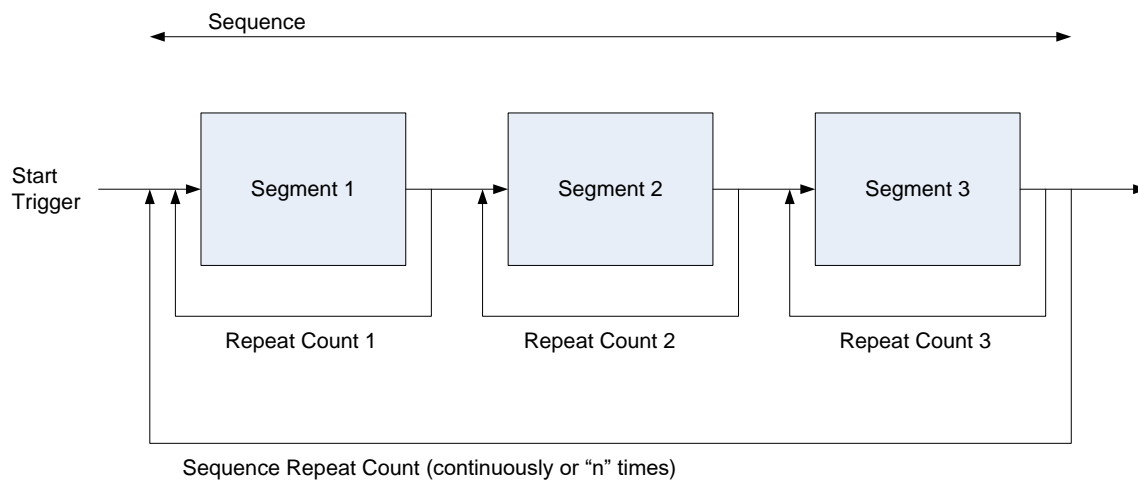 Sequence
Start
Trigger
Segment 1
Segment 2
Segment 3
Repeat Count 1
Repeat Count 2
Repeat Count 3
Sequence Repeat Count (continuously or “n” times)